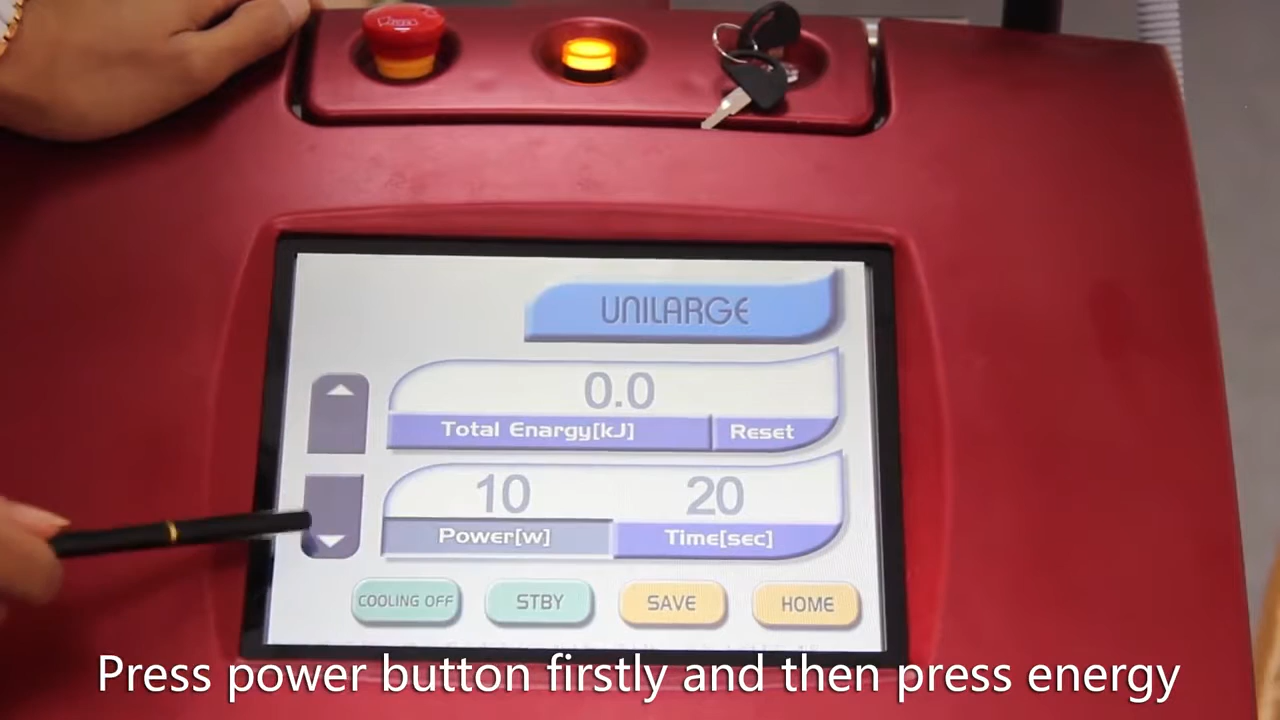 UNILARGE
0.0
Total Enargy[kJ] Reset
10 20
Power[w] Time[sec]
COOLING OFF STBY SAVE HOME
Press power button firstly and then press energy